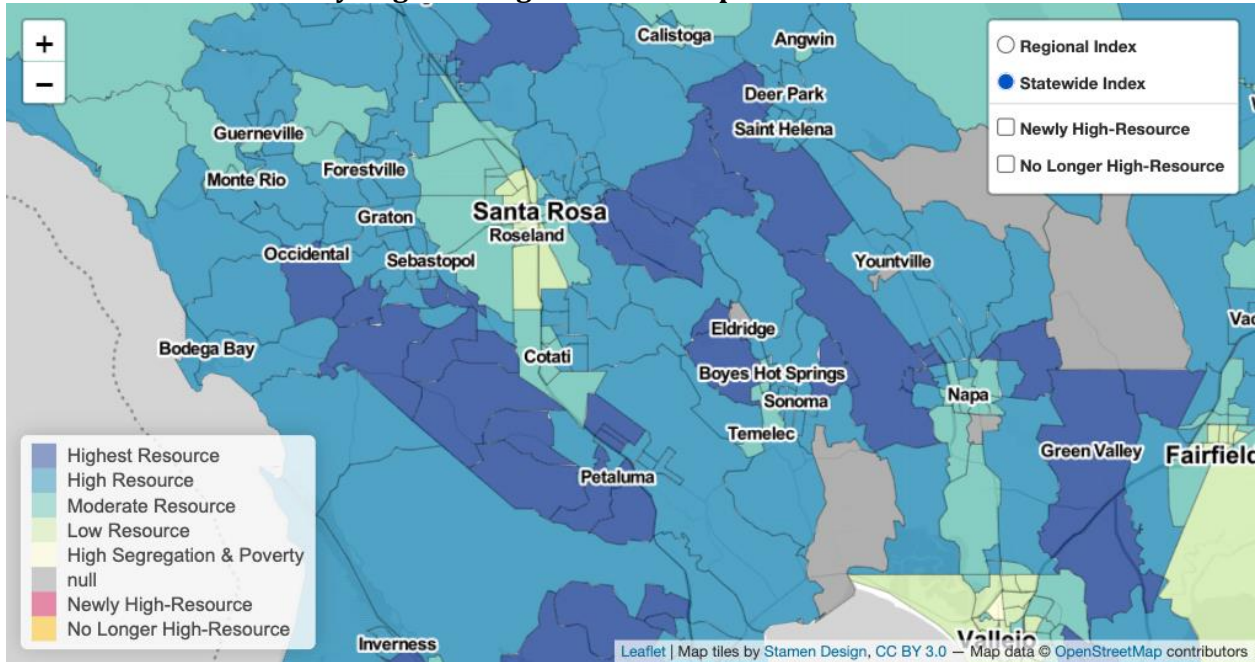 +
−
Calistoga
Angwin
Regional Index
Statewide Index
Newly High-Resource
No Longer High-Resource
Deer Park
Saint Helena
Guerneville
Monte Rio
Forestville
Graton
Santa Rosa
Roseland
Occidental
Sebastopol
Yountville
Eldridge
Bodega Bay
Cotati
Boyes Hot Springs
Sonoma
Napa
Temelec
Green Valley
Fairfield
Petaluma
Highest Resource
High Resource
Moderate Resource
Low Resource
High Segregation & Poverty
null
Newly High-Resource
No Longer High-Resource
Inverness
Vallejo
Leaflet | Map tiles by Stamen Design, CC BY 3.0 — Map data © OpenStreetMap contributors